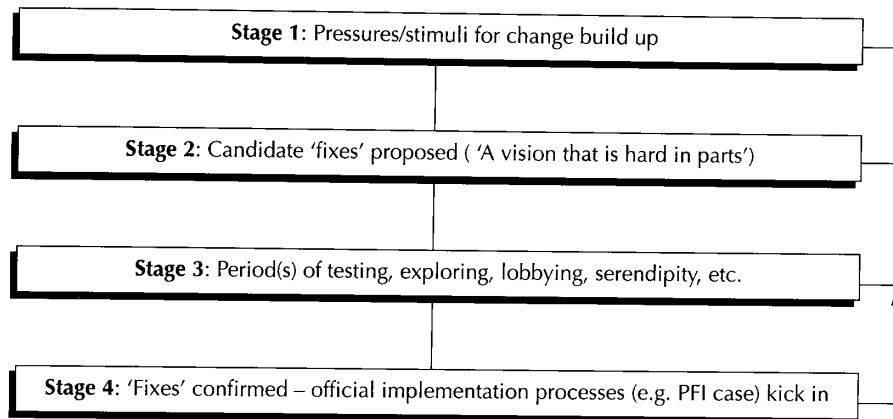 Stage 1: Pressures/stimuli for change build up
Stage 2: Candidate 'fixes' proposed ( 'A vision that is hard in parts')
Stage 3: Period(s) of testing, exploring, lobbying, serendipity, etc.
Stage 4: 'Fixes' confirmed – official implementation processes (e.g. PFI case) kick in